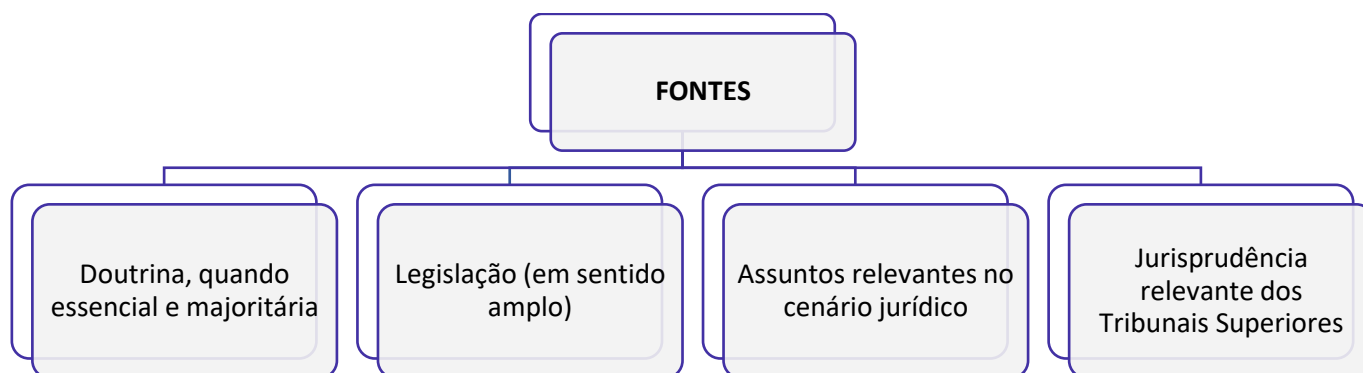 FONTES
Doutrina, quando
essencial e majoritária
Legislação (em sentido
amplo)
Assuntos relevantes no
cenário jurídico
Jurisprudência
relevante dos
Tribunais Superiores